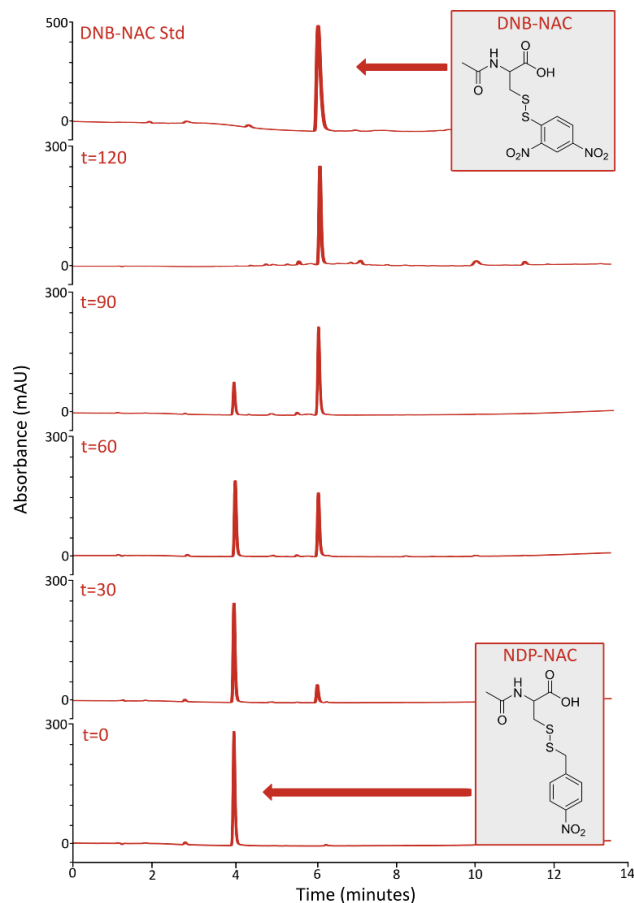 DNB-NAC Std
500
0
DNB-NAC
O
H
N
OH
O
S
S
NO₂
NO₂
t=120
300
0
t=90
300
0
t=60
300
0
t=30
300
0
NDP-NAC
O
H
N
OH
O
S
S
NO₂
t=0
300
0
0 2 4 6 8 10 12 14
Time (minutes)
Absorbance (mAU)